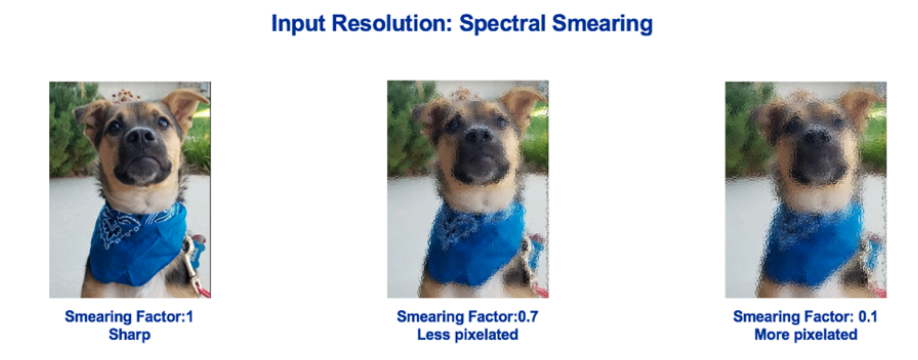 Input Resolution: Spectral Smearing
Smearing Factor:1
Sharp
Smearing Factor:0.7
Less pixelated
Smearing Factor: 0.1
More pixelated